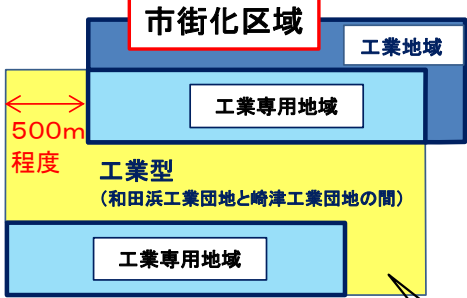 市街化区域
工業地域
工業専用地域
500m
程度
工業型
(和田浜工業団地と崎津工業団地の間)
工業専用地域